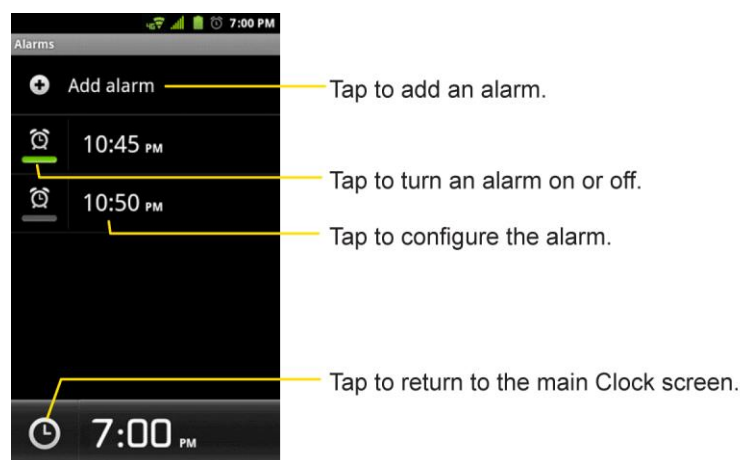 7:00 PM
Alarms
Add alarm
Tap to add an alarm.
10:45 PM
Tap to turn an alarm on or off.
10:50 PM
Tap to configure the alarm.
Tap to return to the main Clock screen.
7:00 PM